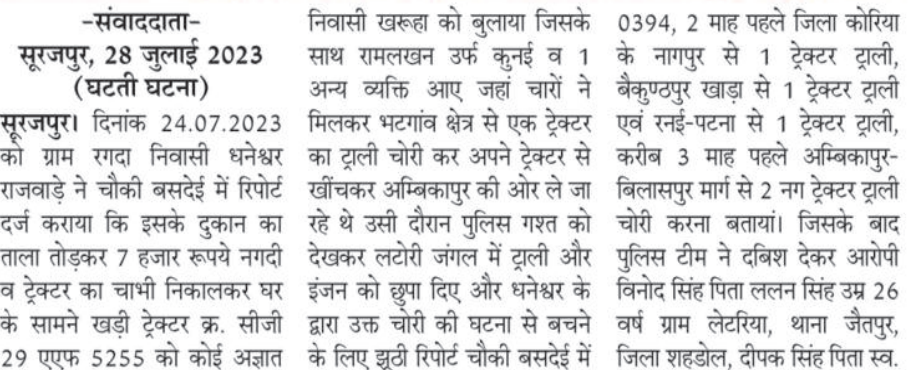 -संवाददाता-
सूरजपुर, 28 जुलाई 2023
(घटती घटना)
सूरजपुर। दिनांक 24.07.2023
को ग्राम रगदा निवासी धनेश्वर
राजवाड़े ने चौकी बसदेई में रिपोर्ट
दर्ज कराया कि इसके दुकान का
ताला तोड़कर 7 हजार रूपये नगदी
व ट्रेक्टर का चाभी निकालकर घर
के सामने खड़ी ट्रेक्टर क्र. सीजी
29 एएफ 5255 को कोई अज्ञात
निवासी खरूहा को बुलाया जिसके
साथ रामलखन उर्फ कुनई व 1
अन्य व्यक्ति आए जहां चारों ने
मिलकर भटगांव क्षेत्र से एक ट्रेक्टर
का ट्राली चोरी कर अपने ट्रेक्टर से
खींचकर अम्बिकापुर की ओर ले जा
रहे थे उसी दौरान पुलिस गश्त को
देखकर लटोरी जंगल में ट्राली और
इंजन को छुपा दिए और धनेश्वर के
द्वारा उक्त चोरी की घटना से बचने
के लिए झूठी रिपोर्ट चौकी बसदेई में
0394, 2 माह पहले जिला कोरिया
के नागपुर से 1 ट्रेक्टर ट्राली,
बैकुण्ठपुर खाड़ा से 1 ट्रेक्टर ट्राली
एवं रनई-पटना से 1 ट्रेक्टर ट्राली,
करीब 3 माह पहले अम्बिकापुर-
बिलासपुर मार्ग से 2 नग ट्रेक्टर ट्राली
चोरी करना बतायां। जिसके बाद
पुलिस टीम ने दबिश देकर आरोपी
विनोद सिंह पिता ललन सिंह उम्र 26
वर्ष ग्राम लेटरिया, थाना जैतपुर,
जिला शहडोल, दीपक सिंह पिता स्व.